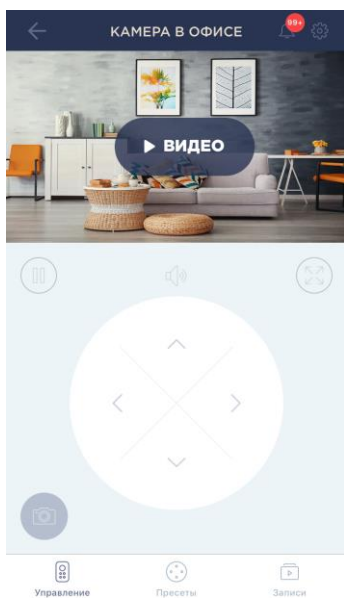 КАМЕРА В ОФИСЕ
99+
ВИДЕО
Управление
Пресеты
Записи